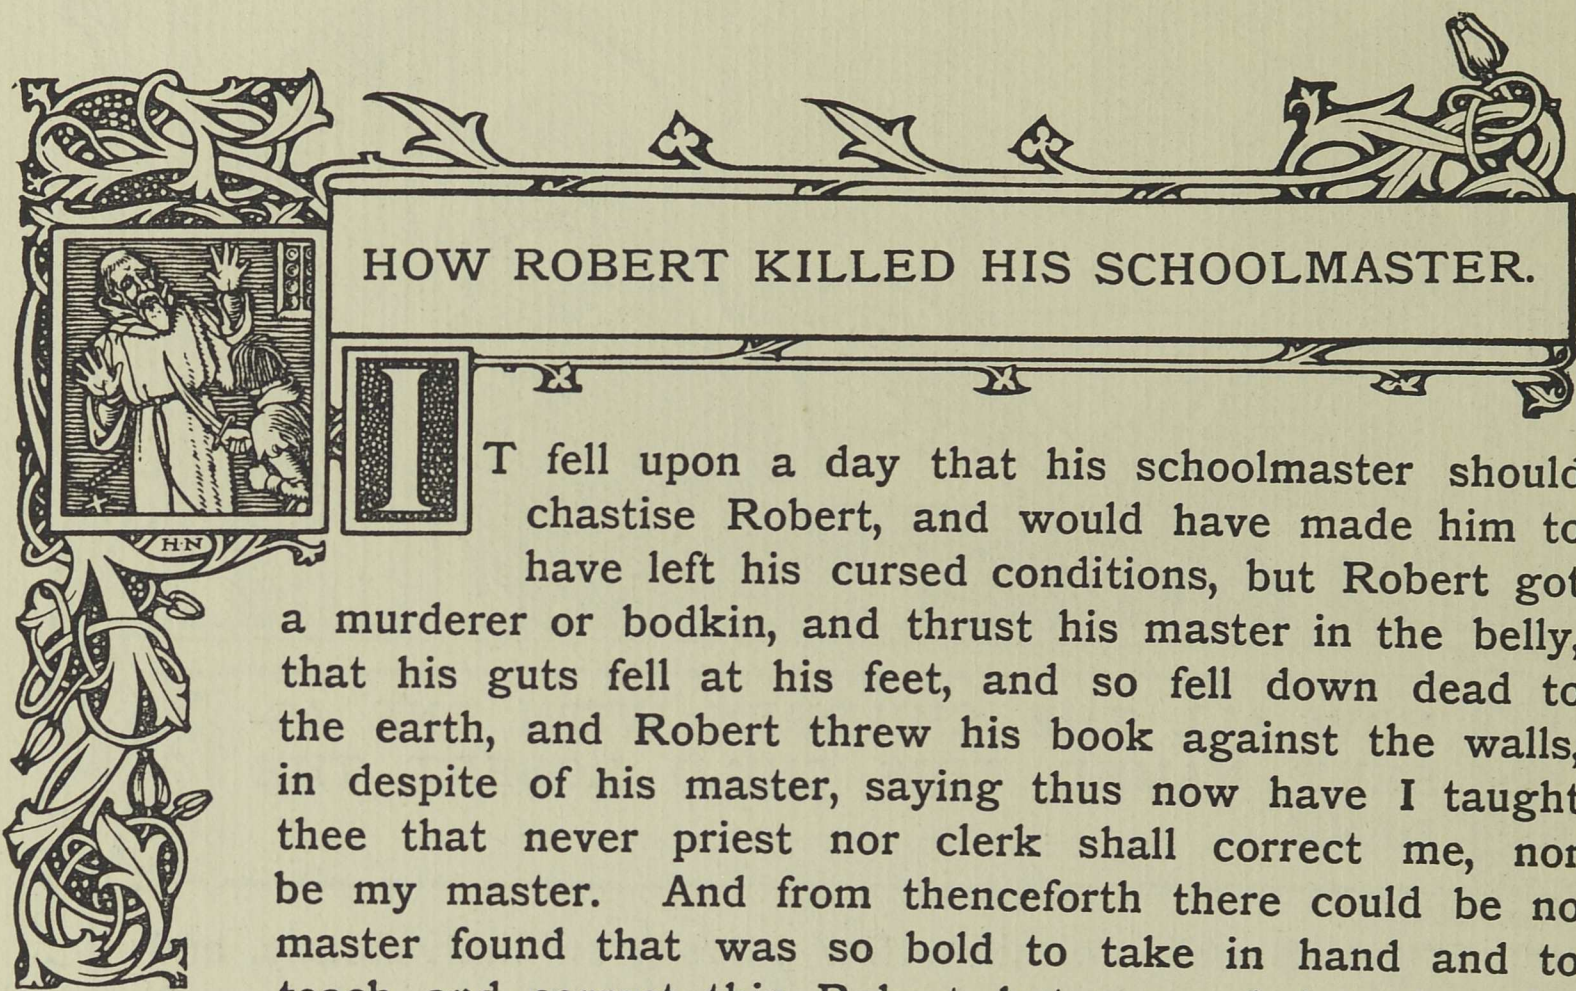 HOW ROBERT KILLED HIS SCHOOLMASTER.
H·N
IT fell upon a day that his schoolmaster should
chastise Robert, and would have made him to
have left his cursed conditions, but Robert got
a murderer or bodkin, and thrust his master in the belly,
that his guts fell at his feet, and so fell down dead to
the earth, and Robert threw his book against the walls,
in despite of his master, saying thus now have I taught
thee that never priest nor clerk shall correct me, nor
be my master. And from thenceforth there could be no
master found that was so bold to take in hand and to
teach and correct this Robert